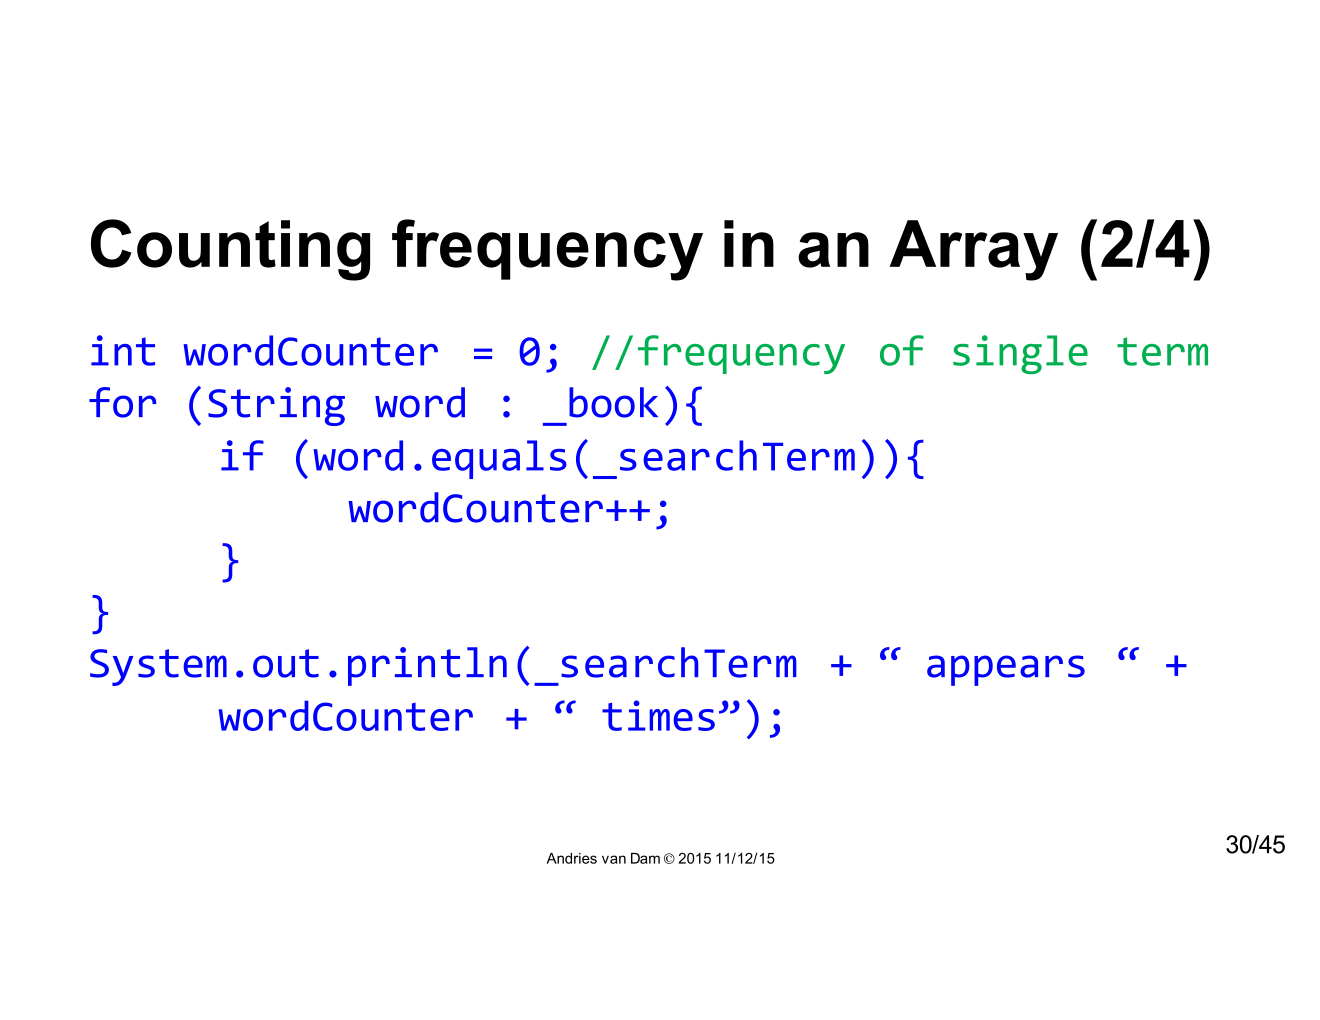 Counting frequency in an Array (2/4)
int wordCounter = 0; //frequency of single term
for (String word : _book){
if (word.equals(_searchTerm)){
wordCounter++;
}
}
System.out.println(_searchTerm + “ appears “ +
wordCounter + “ times”);
30/45
Andries van Dam © 2015 11/12/15